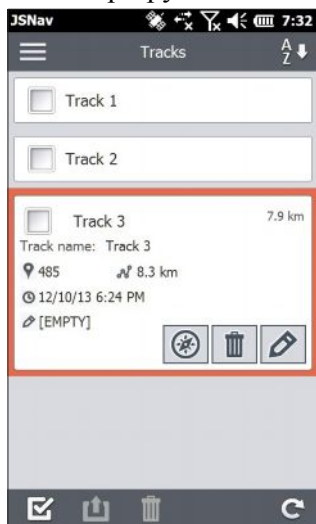 JSNav 7:32
Tracks A Z
Track 1
Track 2
Track 3 7.9 km
Track name: Track 3
485 8.3 km
12/10/13 6:24 PM
[EMPTY]